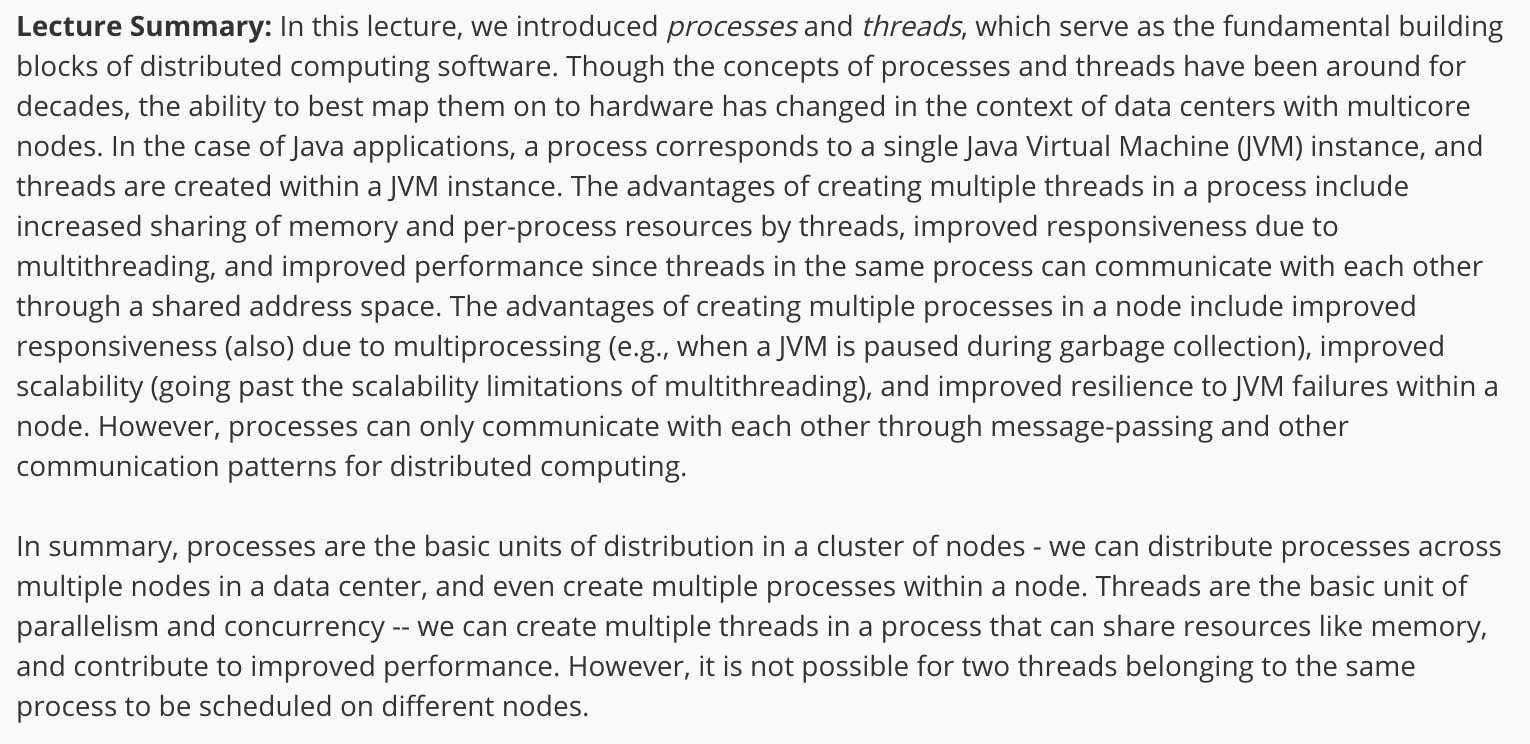 Lecture Summary: In this lecture, we introduced processes and threads, which serve as the fundamental building
blocks of distributed computing software. Though the concepts of processes and threads have been around for
decades, the ability to best map them on to hardware has changed in the context of data centers with multicore
nodes. In the case of Java applications, a process corresponds to a single Java Virtual Machine (JVM) instance, and
threads are created within a JVM instance. The advantages of creating multiple threads in a process include
increased sharing of memory and per-process resources by threads, improved responsiveness due to
multithreading, and improved performance since threads in the same process can communicate with each other
through a shared address space. The advantages of creating multiple processes in a node include improved
responsiveness (also) due to multiprocessing (e.g., when a JVM is paused during garbage collection), improved
scalability (going past the scalability limitations of multithreading), and improved resilience to JVM failures within a
node. However, processes can only communicate with each other through message-passing and other
communication patterns for distributed computing.
In summary, processes are the basic units of distribution in a cluster of nodes - we can distribute processes across
multiple nodes in a data center, and even create multiple processes within a node. Threads are the basic unit of
parallelism and concurrency -- we can create multiple threads in a process that can share resources like memory,
and contribute to improved performance. However, it is not possible for two threads belonging to the same
process to be scheduled on different nodes.